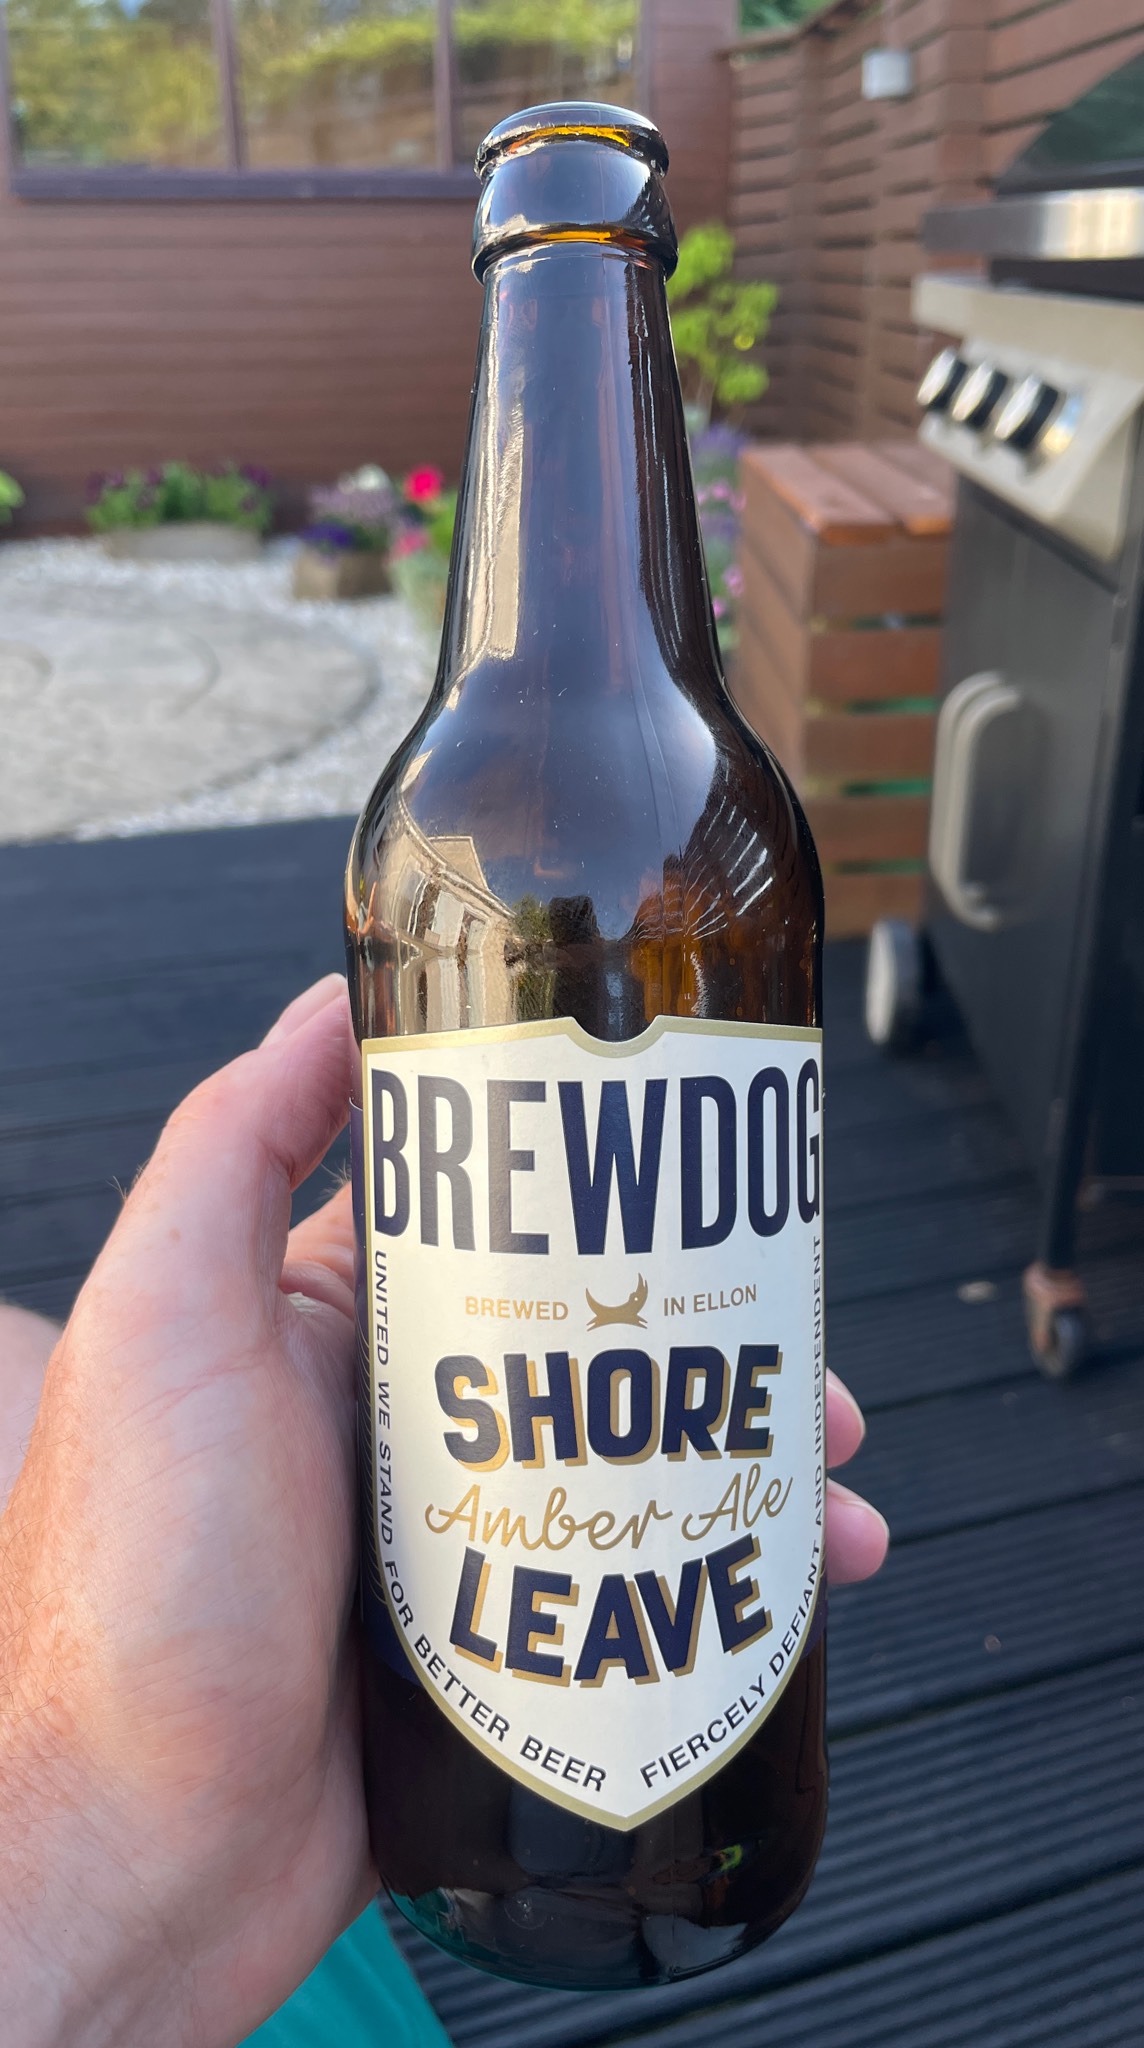 BREWDOG
BREWED IN ELLON
SHORE
Amber Ale
LEAVE
UNITED WE STAND FOR BETTER BEER
FIERCELY DEFIANT AND INDEPENDENT